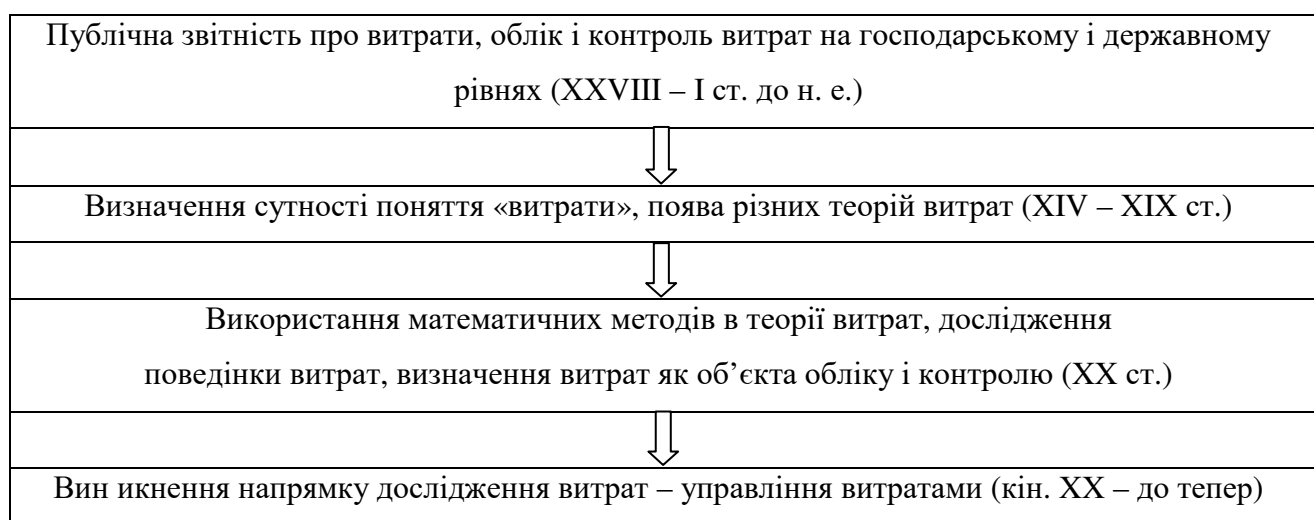 Публічна звітність про витрати, облік і контроль витрат на господарському і державному
рівнях (XXVIII – I ст. до н. е.)
Визначення сутності поняття «витрати», поява різних теорій витрат (XIV – XIX ст.)
Використання математичних методів в теорії витрат, дослідження
поведінки витрат, визначення витрат як об’єкта обліку і контролю (XX ст.)
Вин икнення напрямку дослідження витрат – управління витратами (кін. XX – до тепер)